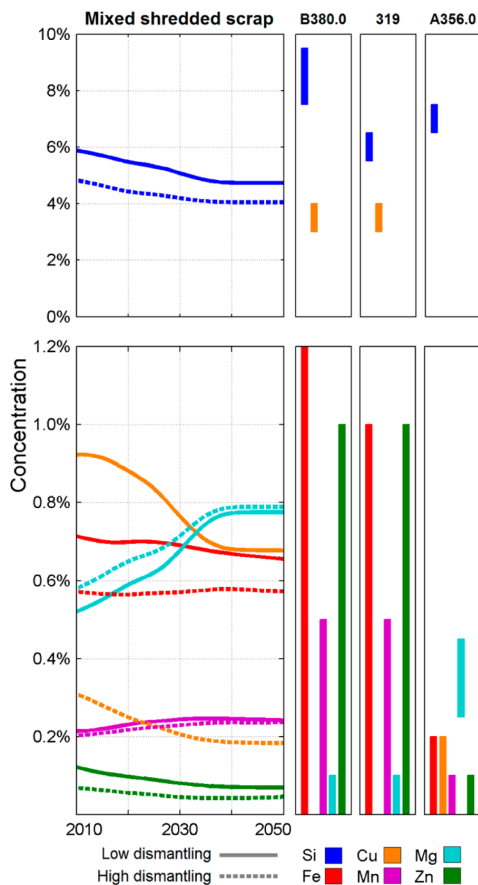 Mixed shredded scrap B380.0 319 A356.0
10%
8%
6%
4%
2%
0%
1.2%
1.0%
0.8%
0.6%
0.4%
0.2%
Concentration
2010 2030 2050
Low dismantling Si Cu Mg
High dismantling Fe Mn Zn